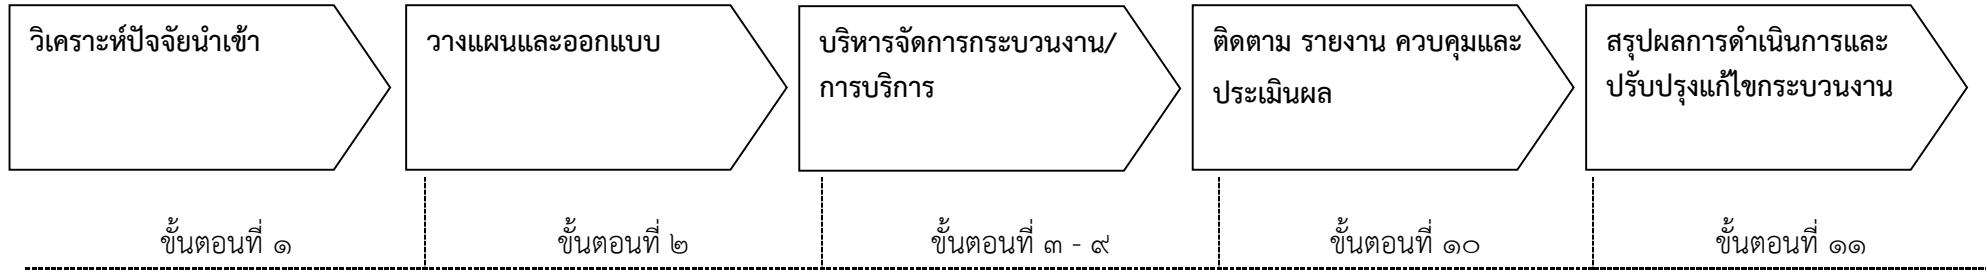 วิเคราะห์ปัจจัยนำเข้า
วางแผนและออกแบบ
บริหารจัดการกระบวนงาน/
การบริการ
ติดตาม รายงาน ควบคุมและ
ประเมินผล
สรุปผลการดำเนินการและ
ปรับปรุงแก้ไขกระบวนงาน
ขั้นตอนที่ ๑
ขั้นตอนที่ ๒
ขั้นตอนที่ ๓ - ๙
ขั้นตอนที่ ๑๐
ขั้นตอนที่ ๑๑